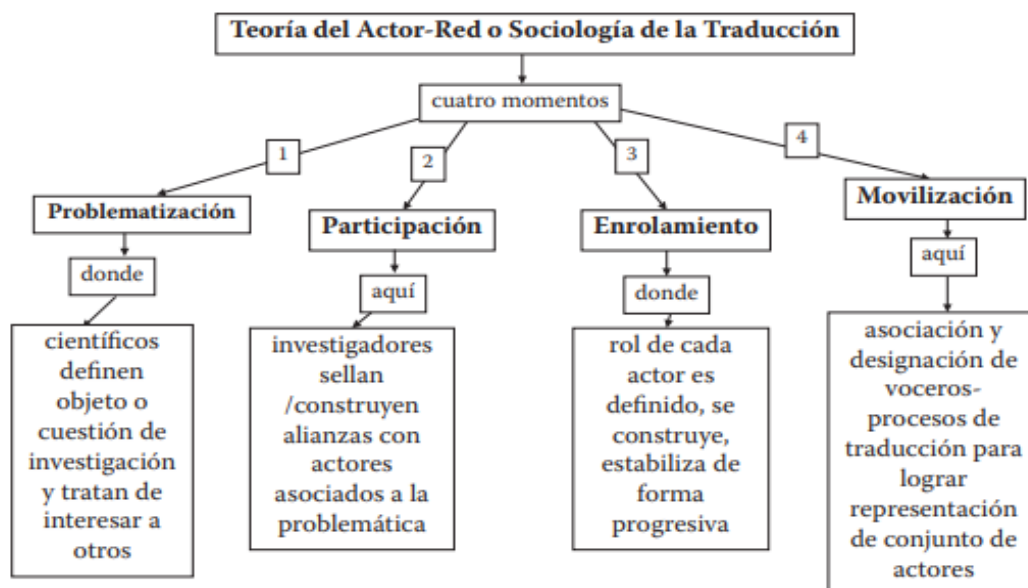 Teoría del Actor-Red o Sociología de la Traducción
cuatro momentos
1
2
3
4
Problematización
donde
científicos
definen
objeto o
cuestión de
investigación
y tratan de
interesar a
otros
Participación
aquí
investigadores
sellan
/construyen
alianzas con
actores
asociados a la
problemática
Enrolamiento
donde
rol de cada
actor es
definido, se
construye,
estabiliza de
forma
progresiva
Movilización
aquí
asociación y
designación de
voceros-
procesos de
traducción para
lograr
representación
de conjunto de
actores